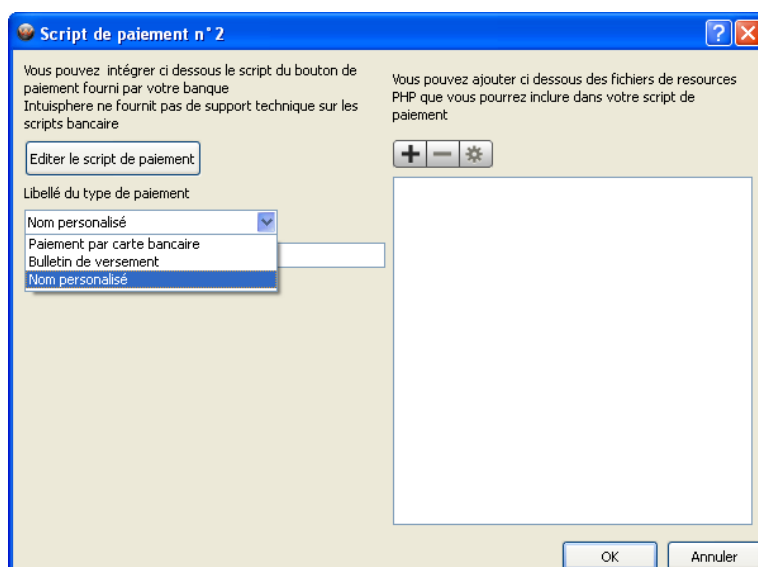 Script de paiement n°2
Vous pouvez intégrer ci dessous le script du bouton de
paiement fourni par votre banque
Intuisphere ne fournit pas de support technique sur les
scripts bancaire
Editer le script de paiement
Libellé du type de paiement
Nom personalisé
Paiement par carte bancaire
Bulletin de versement
Nom personalisé
Vous pouvez ajouter ci dessous des fichiers de resources
PHP que vous pourrez inclure dans votre script de
paiement
OK
Annuler